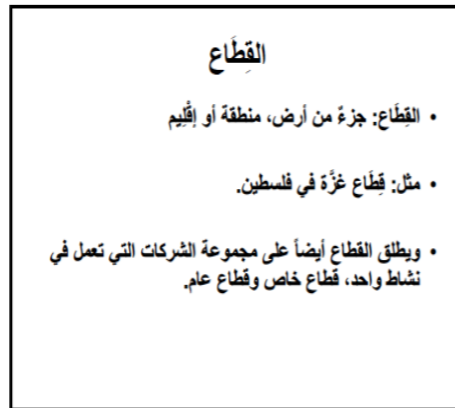 القِطَاع
• القِطَاع: جزءٌ من أرض، منطقة أو إقْلِيم
• مثل: قِطَاع غزَّة في فلسطين.
• ويطلق القطاع أيضاً على مجموعة الشركات التي تعمل في
نشاط واحد، قطاع خاص وقطاع عام.